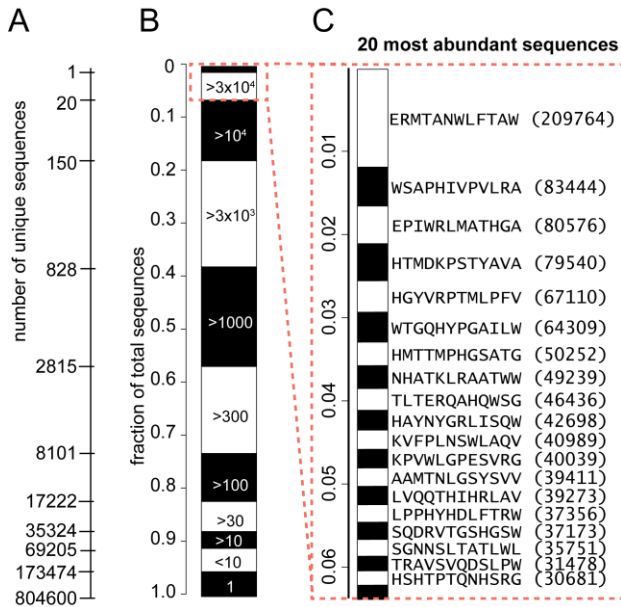 A
number of unique sequences
1
20
150
828
2815
8101
17222
35324
69205
173474
804600
B
fraction of total seqeunces
0
0.1
0.2
0.3
0.4
0.5
0.6
0.7
0.8
0.9
1.0
>3x10⁴
>10⁴
>3x10³
>1000
>300
>100
>30
>10
<10
1
C
20 most abundant sequences
0.01
0.02
0.03
0.04
0.05
0.06
ERMTANWLFTAW (209764)
WSAPHIVPVLRA (83444)
EPIWRLMATHGA (80576)
HTMDKPSTYAVA (79540)
HGYVRPTMLPFV (67110)
WTGQHYPGAILW (64309)
HMTTMPHGSATG (50252)
NHATKLRAATWW (49239)
TLTERQAHQWSG (46436)
HAYNYGRLISQW (42698)
KVFPLNSWLAQV (40989)
KPVWLGPESVRG (40039)
AAMTNLGSYSVV (39411)
LVQQTHIHRLAV (39273)
LPPHYHDLFTRW (37356)
SQDRVTGSHGSW (37173)
SGNNSLTATLWL (35751)
TRAVSVQDSLPW (31478)
HSHTPTQNHSRG (30681)